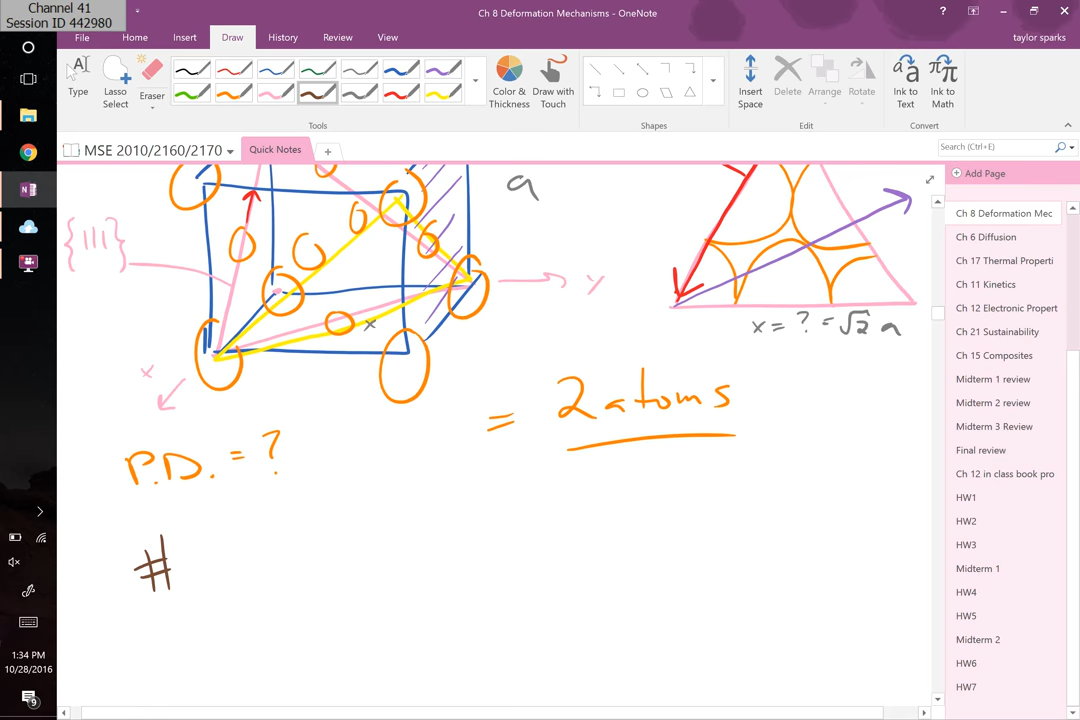 Channel 41
Session ID 442980
Ch 8 Deformation Mechanisms - OneNote
taylor sparks
File Home Insert Draw History Review View
Type
Lasso Select
Eraser
Color & Thickness
Draw with Touch
Insert Space
Delete
Arrange
Rotate
Ink to Text
Ink to Math
Tools
Shapes
Edit
Convert
MSE 2010/2160/2170
Quick Notes
Search (Ctrl+E)
Add Page
Ch 8 Deformation Mec
Ch 6 Diffusion
Ch 17 Thermal Properti
Ch 11 Kinetics
Ch 12 Electronic Propert
Ch 21 Sustainability
Ch 15 Composites
Midterm 1 review
Midterm 2 review
Midterm 3 Review
Final review
Ch 12 in class book pro
HW1
HW2
HW3
Midterm 1
HW4
HW5
Midterm 2
HW6
HW7
a
{111}
y
x
x
x = ? = √2 a
= 2 atoms
P.D. = ?
#
1:34 PM
10/28/2016
9